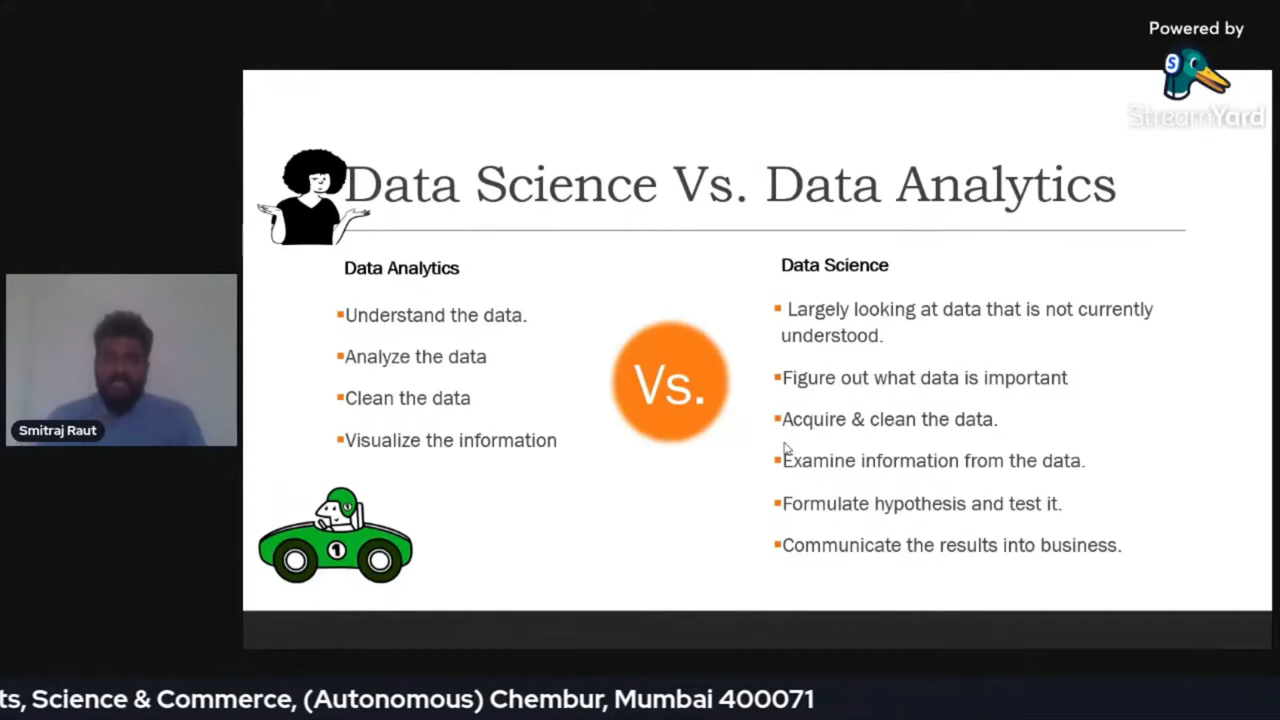 Powered by
StreamYard
Data Science Vs. Data Analytics
Data Analytics
▪Understand the data.
▪Analyze the data
▪Clean the data
▪Visualize the information
Vs.
Data Science
▪ Largely looking at data that is not currently
understood.
▪Figure out what data is important
▪Acquire & clean the data.
▪Examine information from the data.
▪Formulate hypothesis and test it.
▪Communicate the results into business.
1
1
S
Smitraj Raut
ts, Science & Commerce, (Autonomous) Chembur, Mumbai 400071